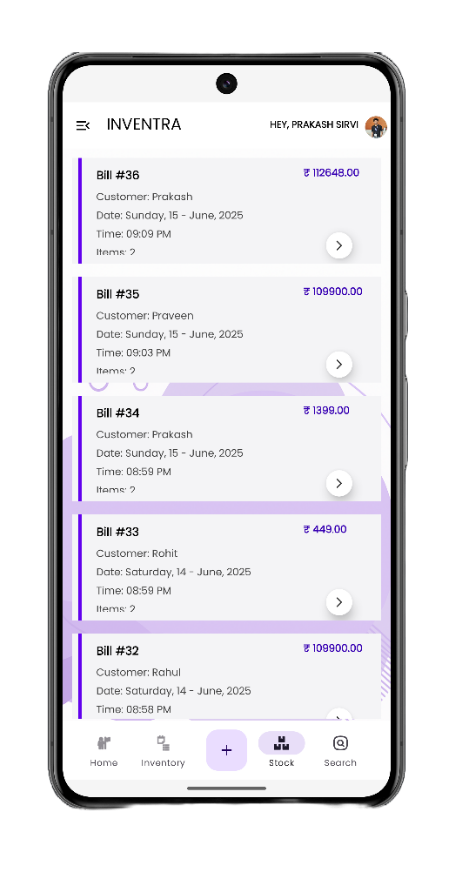 INVENTRA
HEY, PRAKASH SIRVI
Bill #36
₹ 112648.00
Customer: Prakash
Date: Sunday, 15 - June, 2025
Time: 09:09 PM
Items: 2
Bill #35
₹ 109900.00
Customer: Praveen
Date: Sunday, 15 - June, 2025
Time: 09:03 PM
Items: 2
Bill #34
₹ 1399.00
Customer: Prakash
Date: Sunday, 15 - June, 2025
Time: 08:59 PM
Items: 2
Bill #33
₹ 449.00
Customer: Rohit
Date: Saturday, 14 - June, 2025
Time: 08:59 PM
Items: 2
Bill #32
₹ 109900.00
Customer: Rahul
Date: Saturday, 14 - June, 2025
Time: 08:58 PM
Home
Inventory
+
Stock
Search